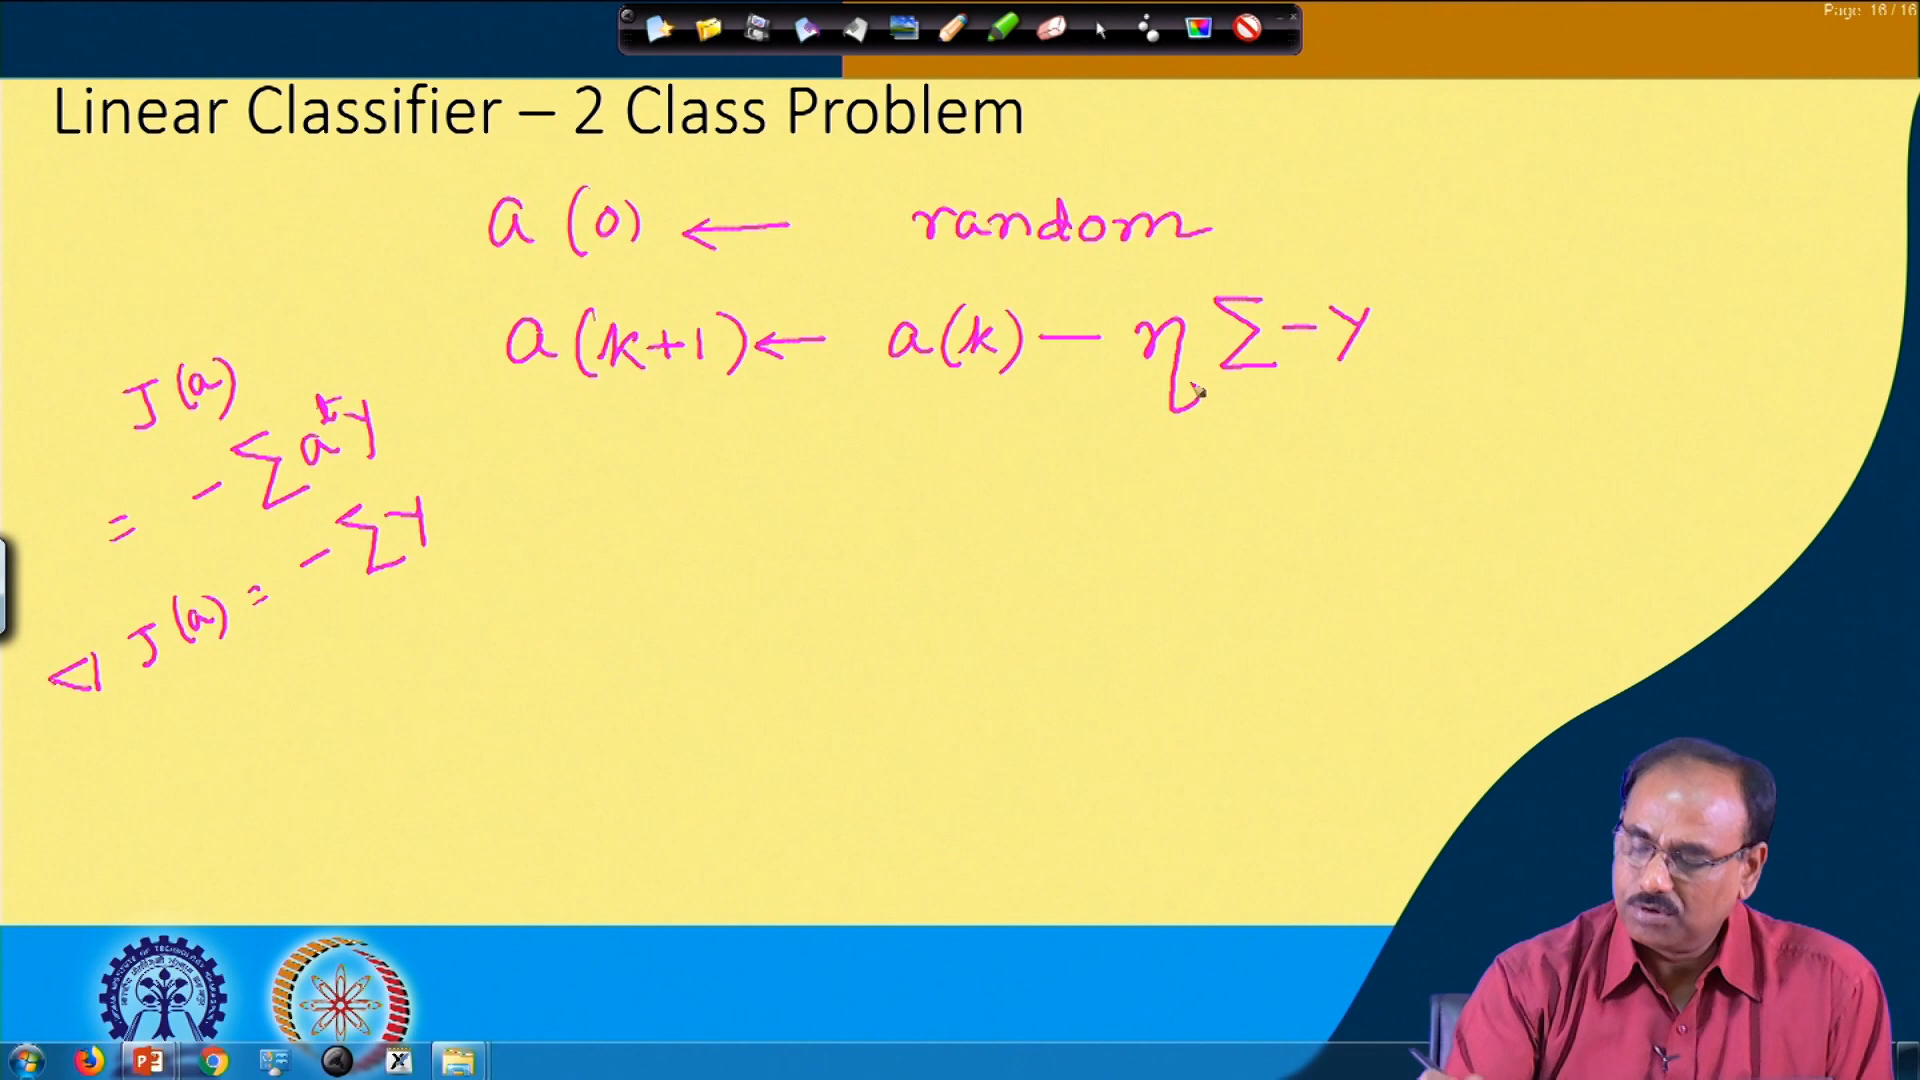 Page: 16 / 16
Linear Classifier – 2 Class Problem
a (0) ← random
a (k+1) ← a(k) — η Σ - y
J(a)
= - Σ aᵗy
∇ J(a) = - Σ y